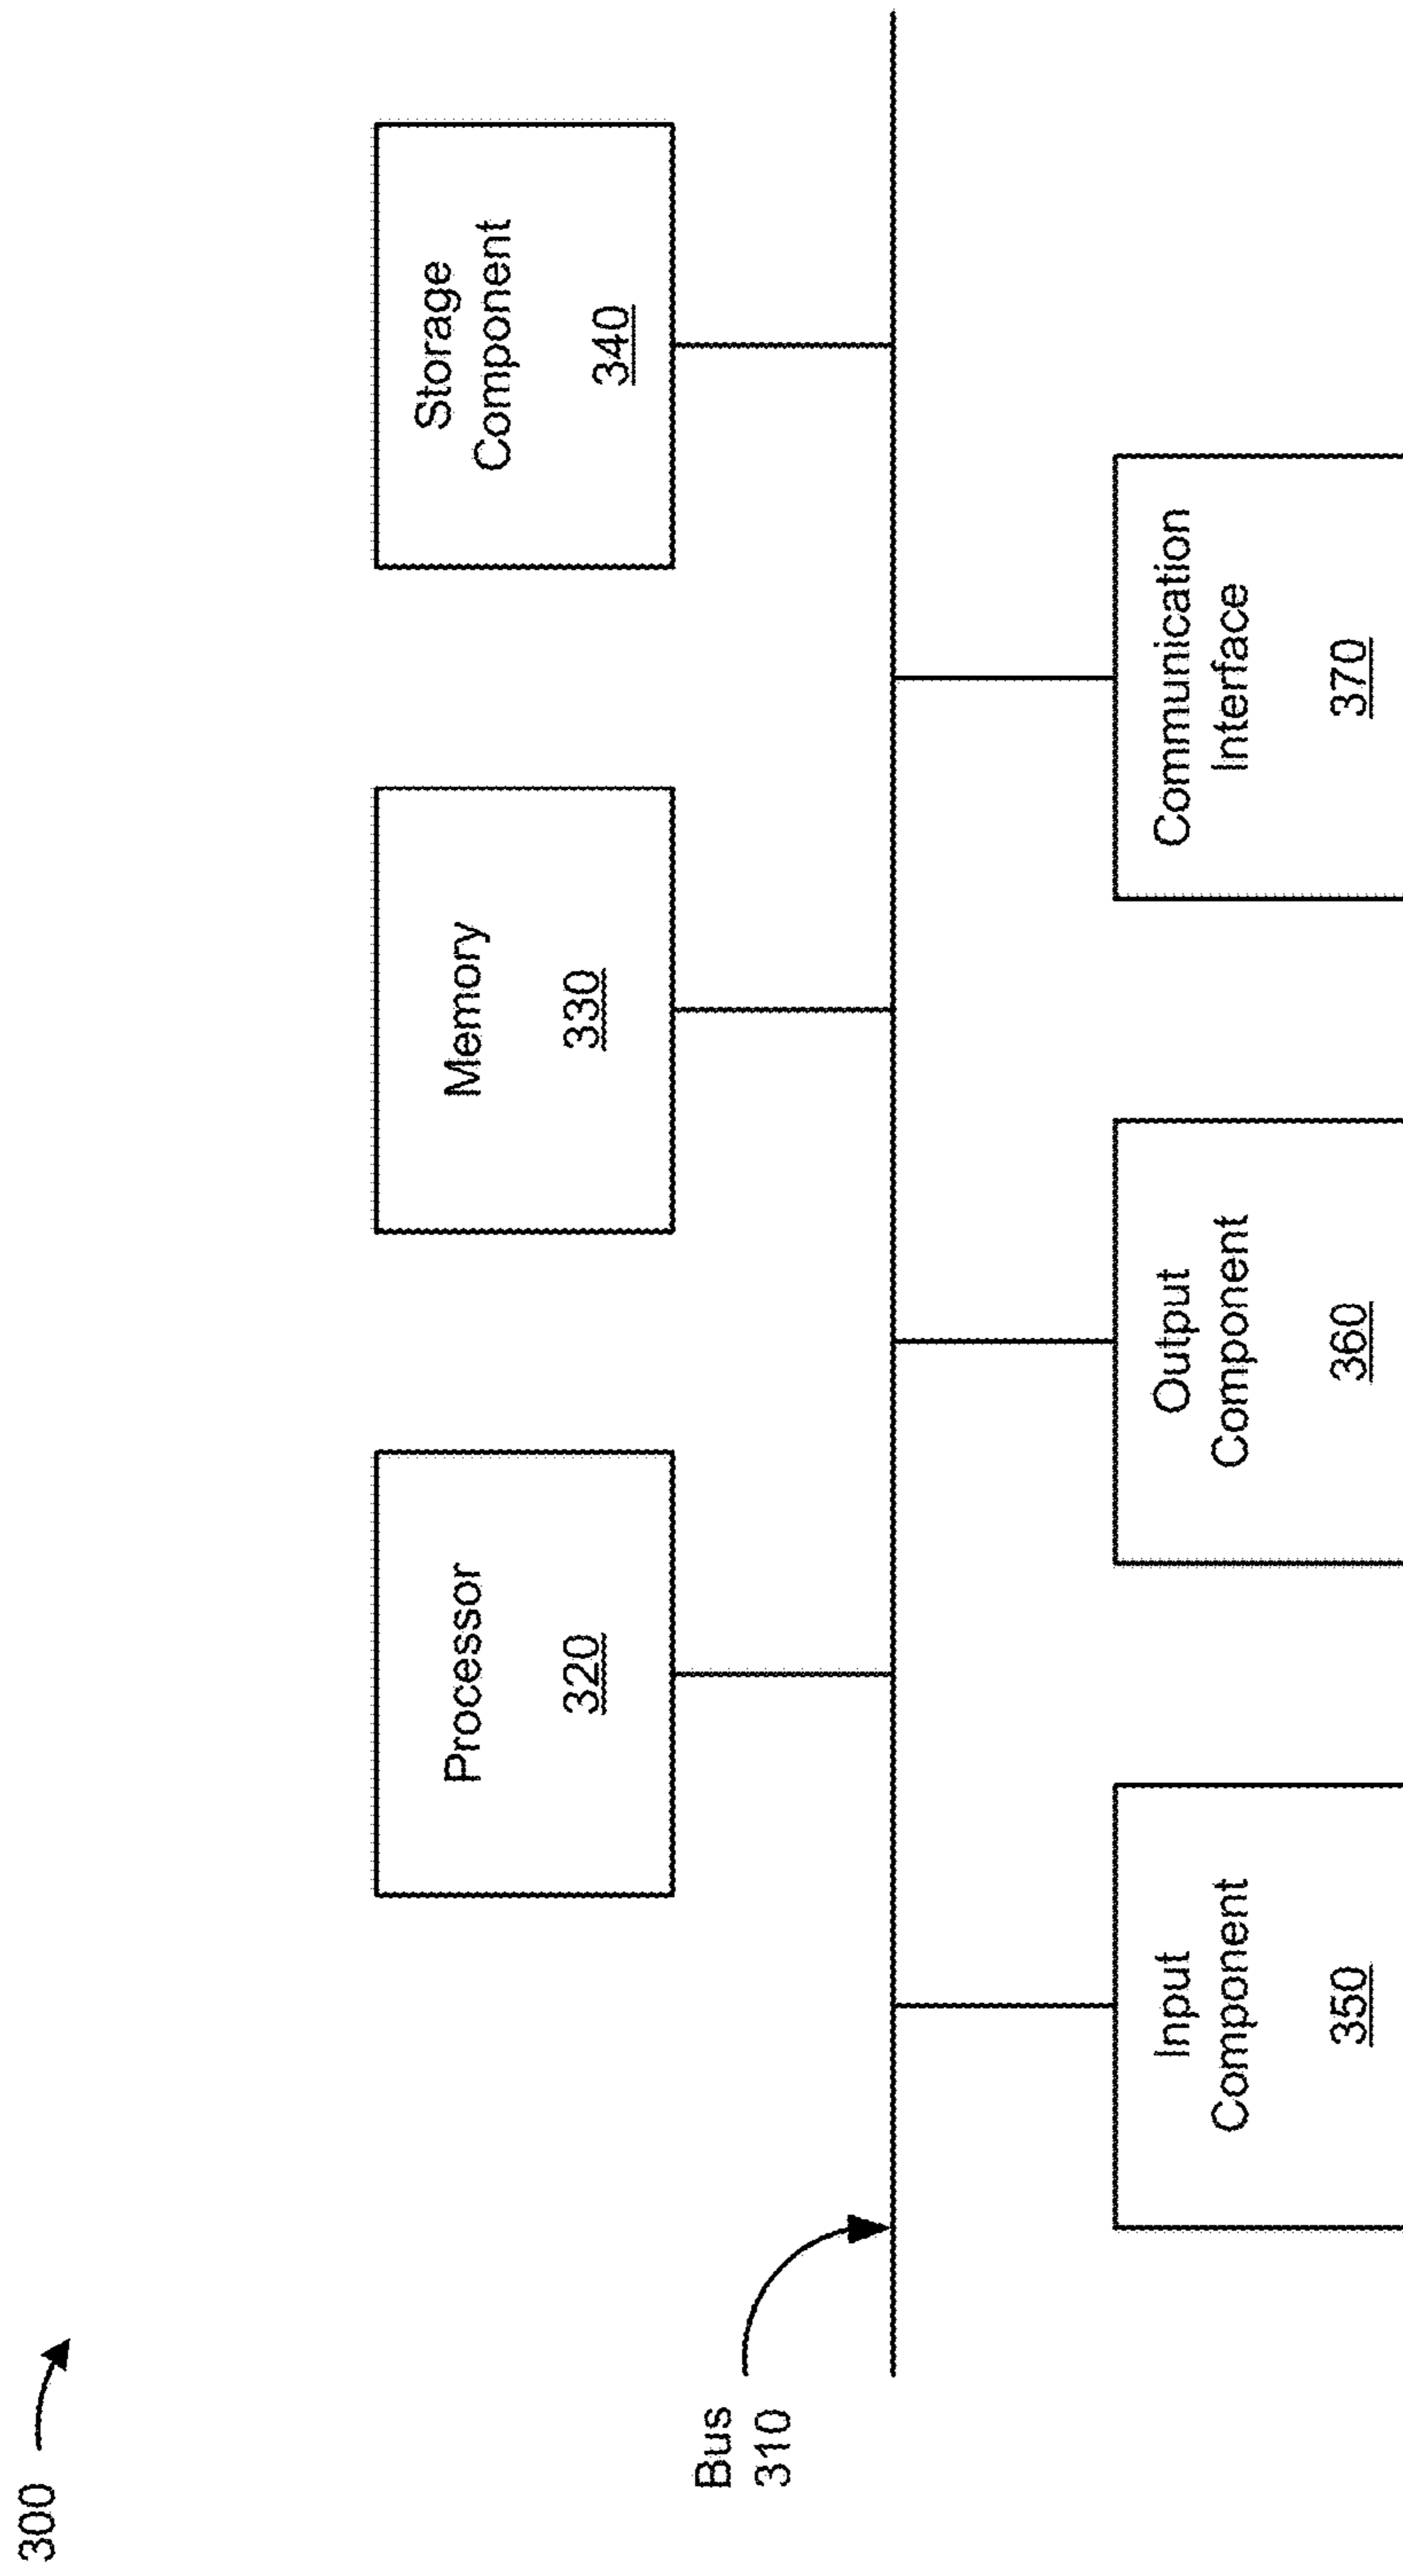 300
Processor
320
Memory
330
Storage
Component
340
Bus
310
Input
Component
350
Output
Component
360
Communication
Interface
370